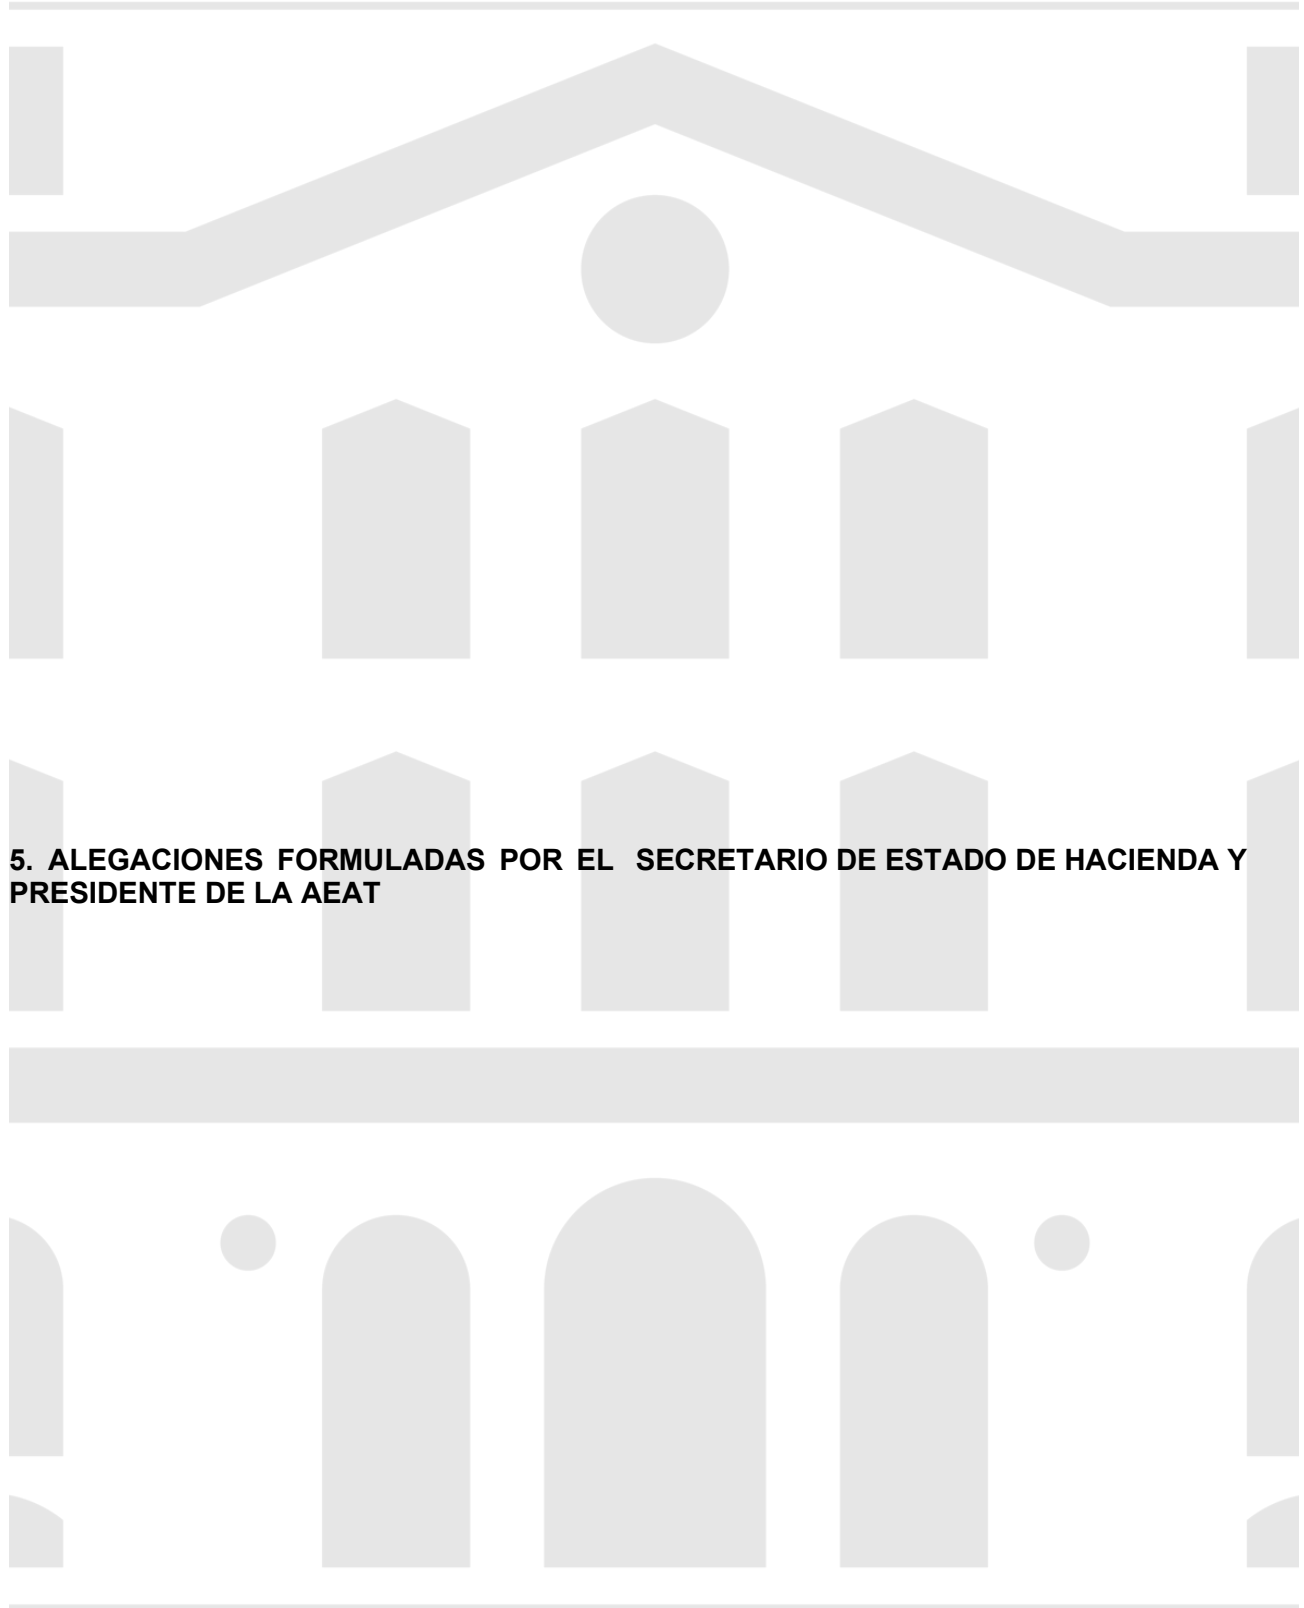 5. ALEGACIONES FORMULADAS POR EL SECRETARIO DE ESTADO DE HACIENDA Y
PRESIDENTE DE LA AEAT